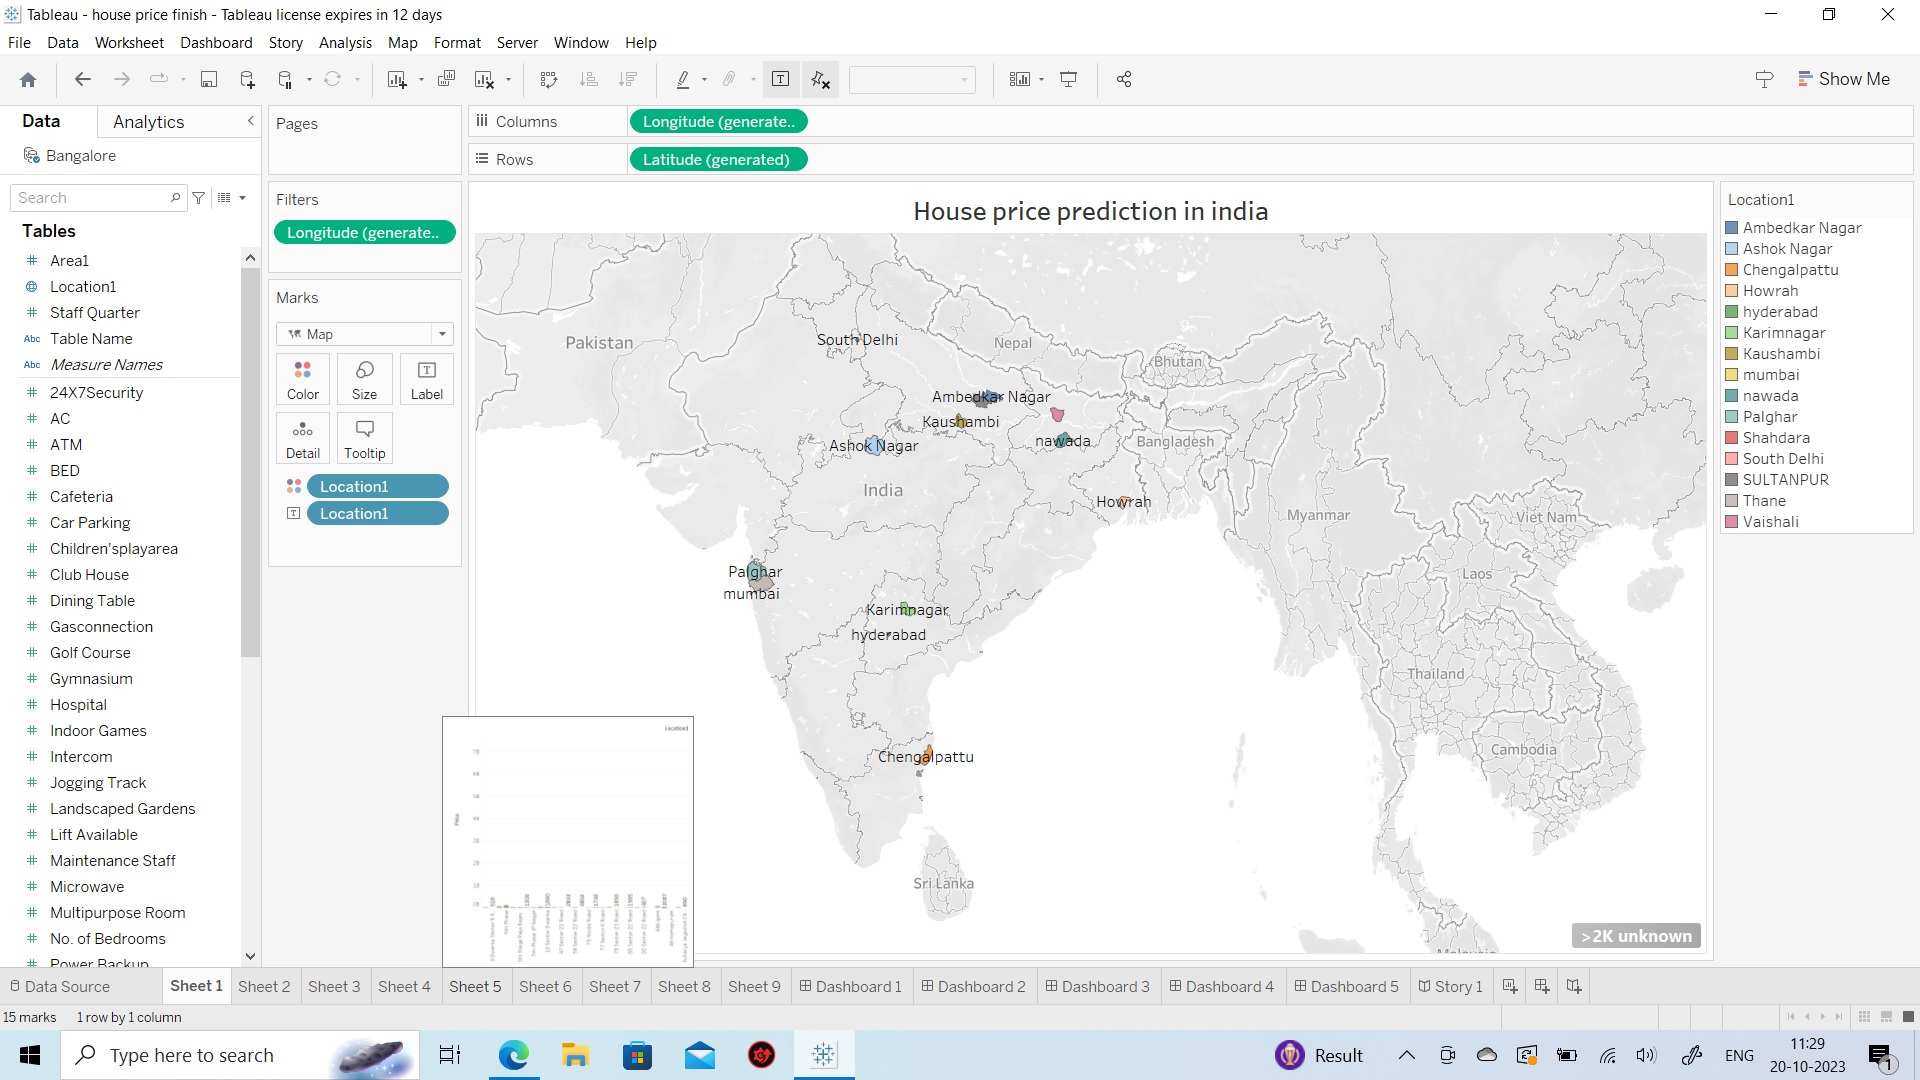 Tableau - house price finish - Tableau license expires in 12 days
File Data Worksheet Dashboard Story Analysis Map Format Server Window Help
Show Me
Data Analytics
Bangalore
Search
Tables
Area1
Location1
Staff Quarter
Abc Table Name
Abc Measure Names
24X7Security
AC
ATM
BED
Cafeteria
Car Parking
Children'splayarea
Club House
Dining Table
Gasconnection
Golf Course
Gymnasium
Hospital
Indoor Games
Intercom
Jogging Track
Landscaped Gardens
Lift Available
Maintenance Staff
Microwave
Multipurpose Room
No. of Bedrooms
Power Backup
Pages
Filters
Longitude (generate..
Marks
Map
Color Size Label
Detail Tooltip
Location1
Location1
Columns Longitude (generate..
Rows Latitude (generated)
House price prediction in india
Pakistan
South Delhi
Nepal
Bhutan
Ambedkar Nagar
Kaushambi
Ashok Nagar
nawada
Bangladesh
India
Howrah
Myanmar
Viet Nam
Laos
Palghar
mumbai
Karimnagar
hyderabad
Thailand
Cambodia
Chengalpattu
Sri Lanka
Malaysia
>2K unknown
Location1
Price
Location1
Ambedkar Nagar
Ashok Nagar
Chengalpattu
Howrah
hyderabad
Karimnagar
Kaushambi
mumbai
nawada
Palghar
Shahdara
South Delhi
SULTANPUR
Thane
Vaishali
Data Source Sheet 1 Sheet 2 Sheet 3 Sheet 4 Sheet 5 Sheet 6 Sheet 7 Sheet 8 Sheet 9 Dashboard 1 Dashboard 2 Dashboard 3 Dashboard 4 Dashboard 5 Story 1
15 marks 1 row by 1 column
Type here to search
Result
ENG
11:29
20-10-2023
1